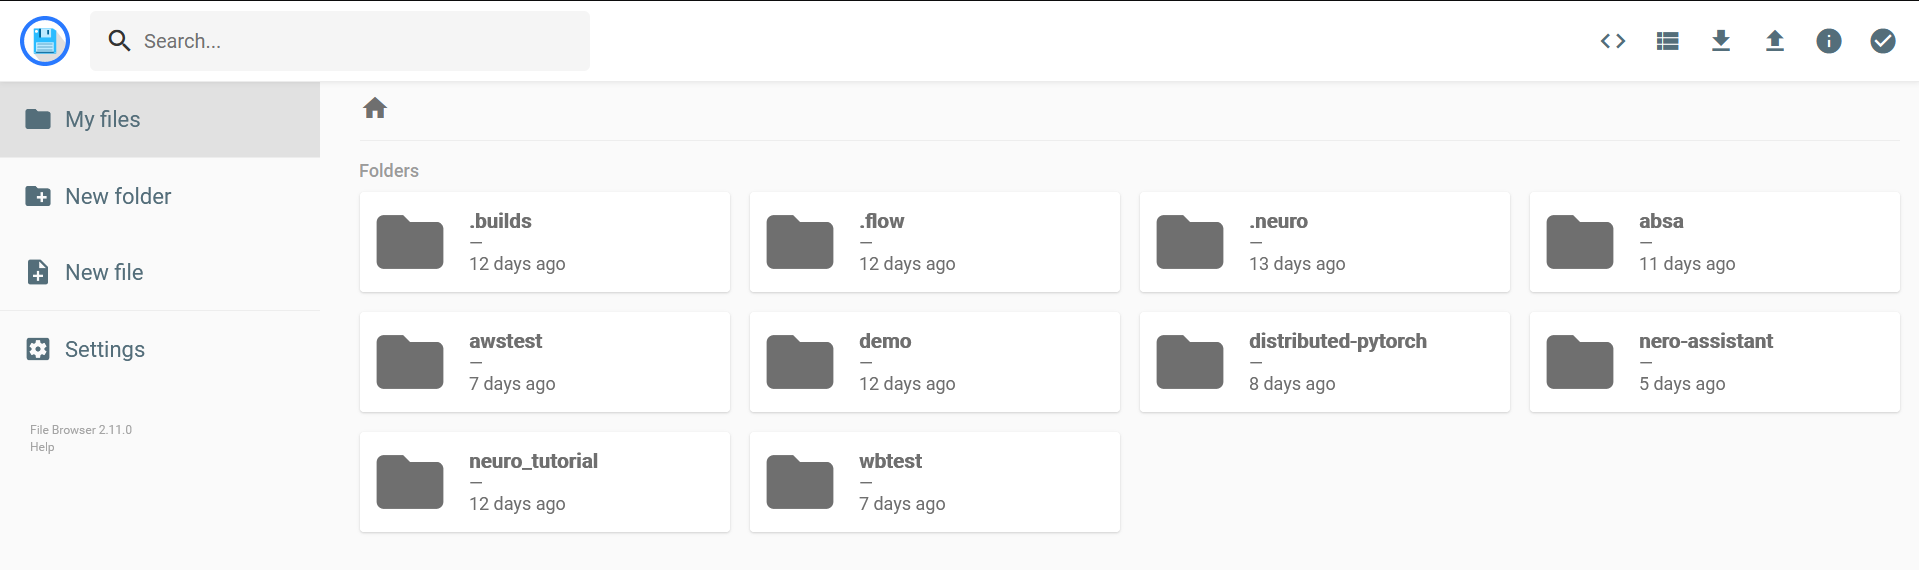 Search...
My files
New folder
New file
Settings
File Browser 2.11.0
Help
Folders
.builds
—
12 days ago
.flow
—
12 days ago
.neuro
—
13 days ago
absa
—
11 days ago
awstest
—
7 days ago
demo
—
12 days ago
distributed-pytorch
—
8 days ago
nero-assistant
—
5 days ago
neuro_tutorial
—
12 days ago
wbtest
—
7 days ago